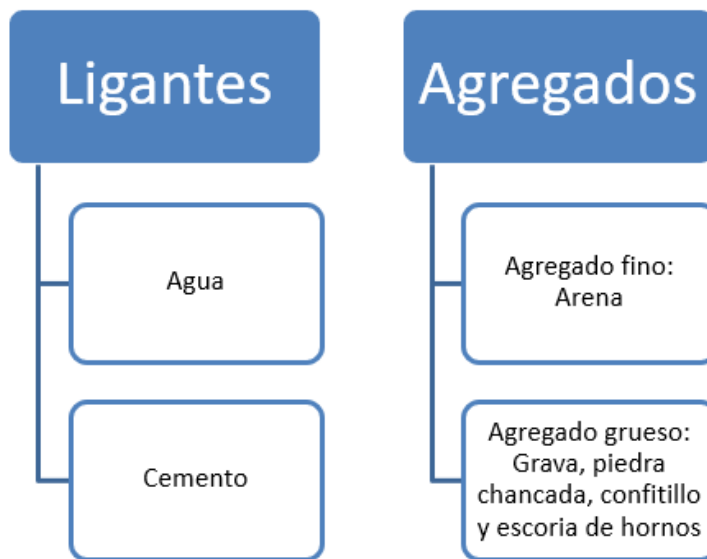 Ligantes
Agua
Cemento
Agregados
Agregado fino:
Arena
Agregado grueso:
Grava, piedra
chancada, confitillo
y escoria de hornos